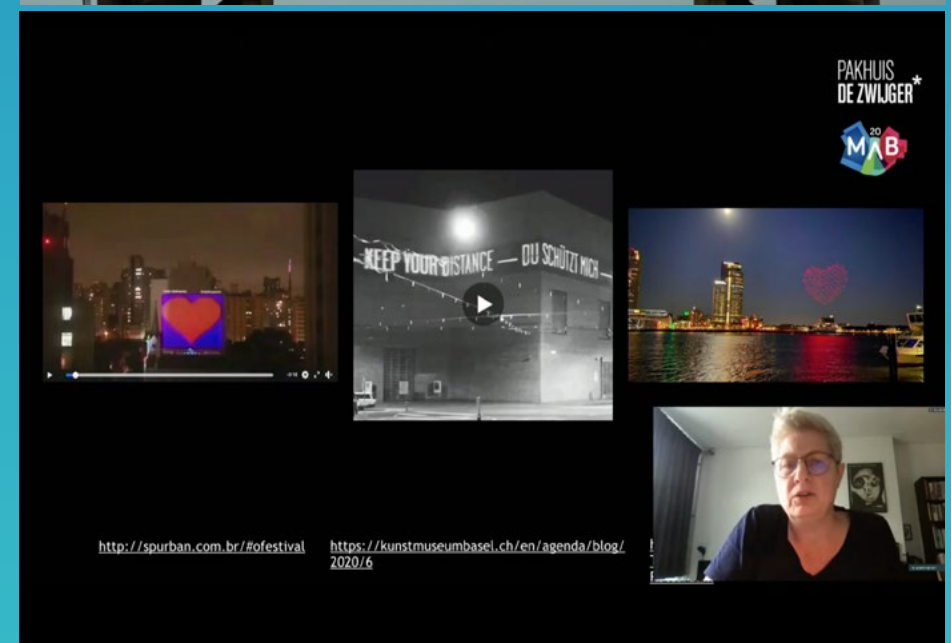 PAKHUIS
DE ZWIJGER*
20
MAB
KEEP YOUR DISTANCE — DU SCHÜTZT MICH
http://spurban.com.br/#ofestival
https://kunstmuseumbasel.ch/en/agenda/blog/
2020/6